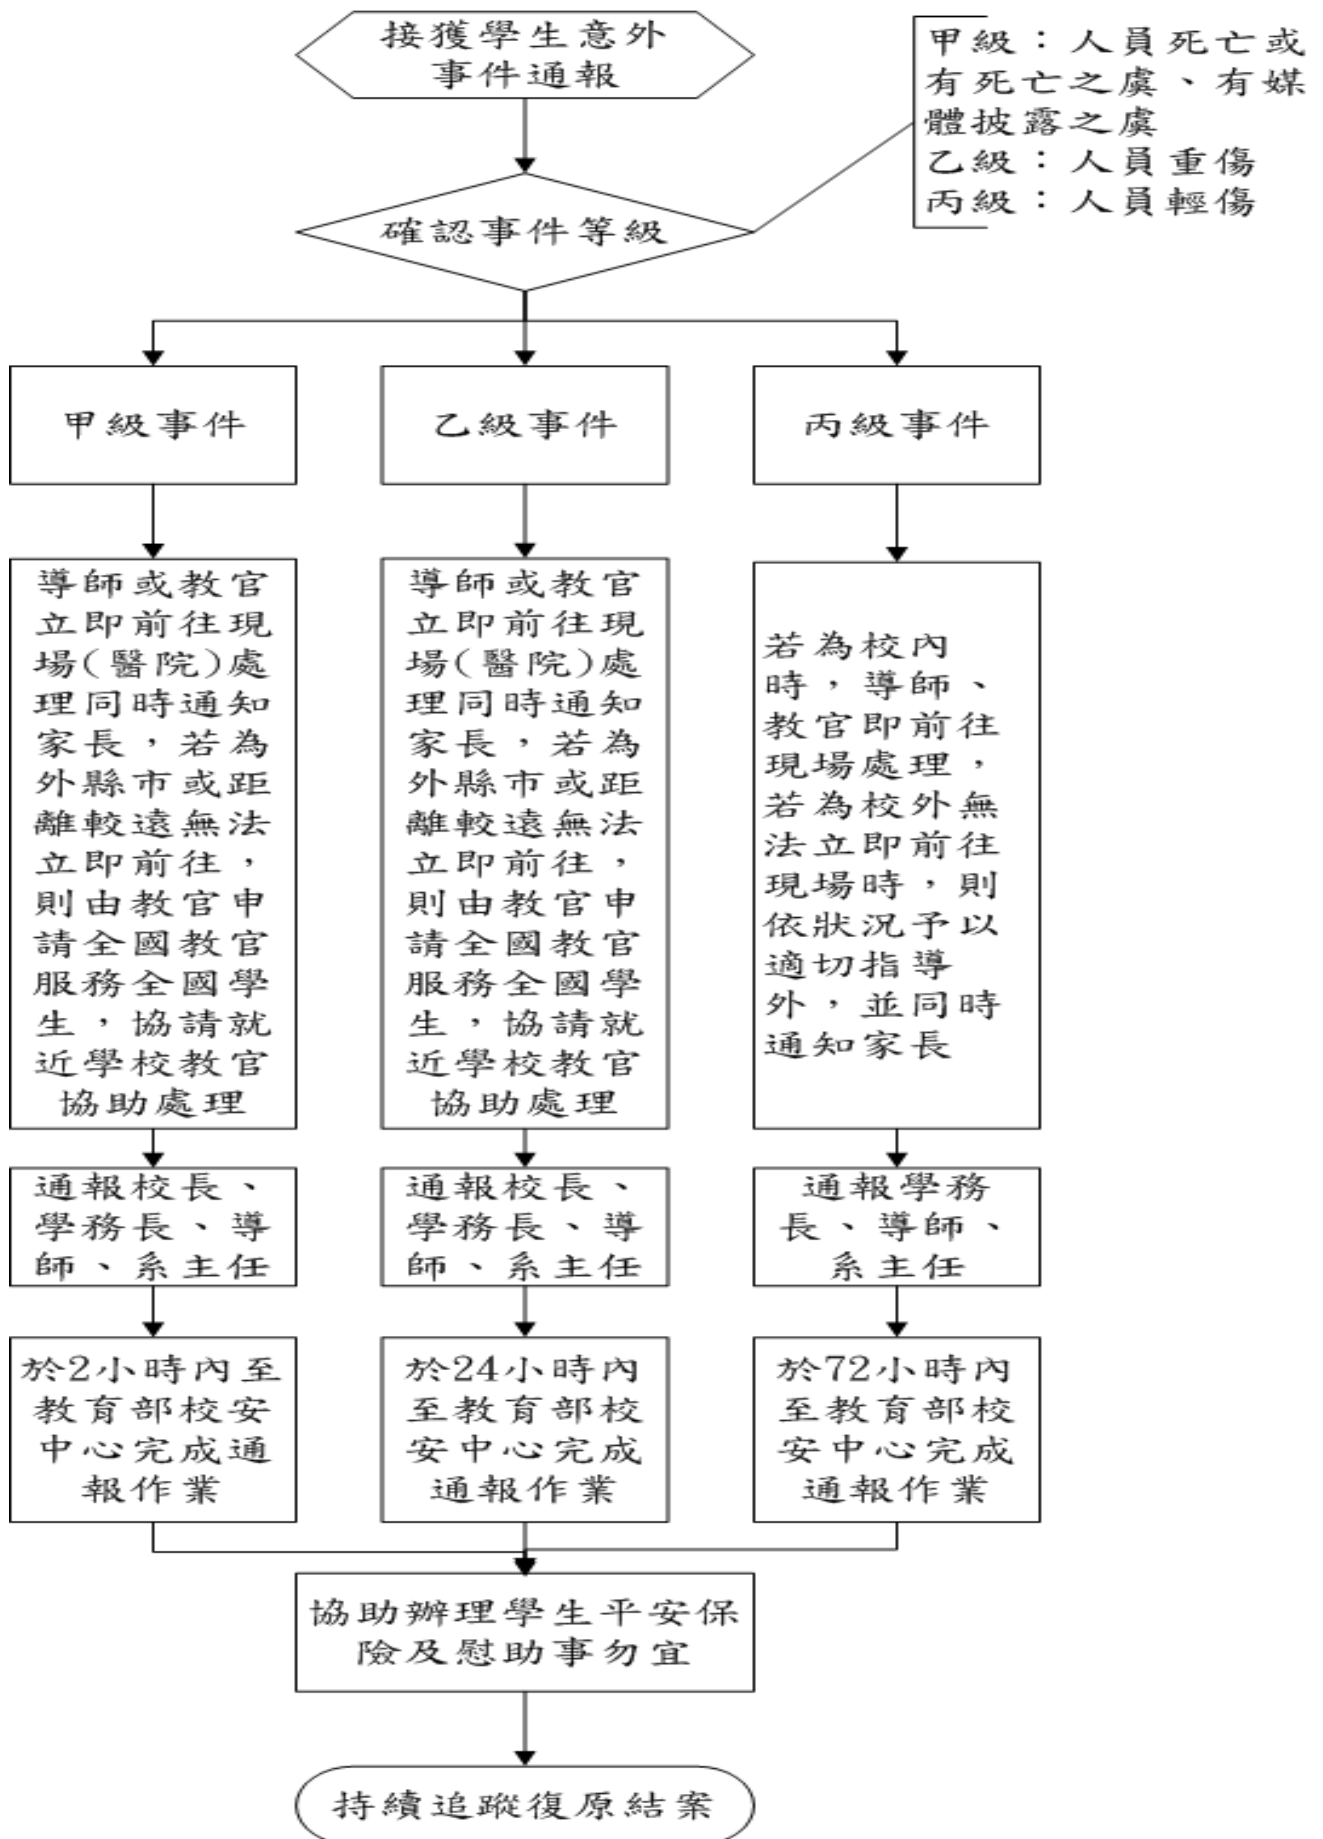 接獲學生意外
事件通報
甲級：人員死亡或
有死亡之虞、有媒
體披露之虞
乙級：人員重傷
丙級：人員輕傷
確認事件等級
甲級事件
乙級事件
丙級事件
導師或教官
立即前往現
場(醫院)處
理同時通知
家長，若為
外縣市或距
離較遠無法
立即前往，
則由教官申
請全國教官
服務全國學
生，協請就
近學校教官
協助處理
導師或教官
立即前往現
場(醫院)處
理同時通知
家長，若為
外縣市或距
離較遠無法
立即前往，
則由教官申
請全國教官
服務全國學
生，協請就
近學校教官
協助處理
若為校內
時，導師、
教官即前往
現場處理，
若為校外無
法立即前往
現場時，則
依狀況予以
適切指導
外，並同時
通知家長
通報校長、
學務長、導
師、系主任
通報校長、
學務長、導
師、系主任
通報學務
長、導師、
系主任
於2小時內至
教育部校安
中心完成通
報作業
於24小時內
至教育部校
安中心完成
通報作業
於72小時內
至教育部校
安中心完成
通報作業
協助辦理學生平安保
險及慰助事勿宜
持續追蹤復原結案